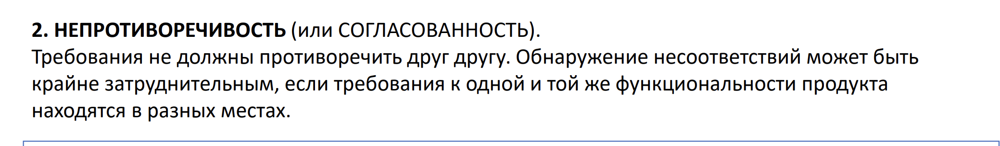 2. НЕПРОТИВОРЕЧИВОСТЬ (или СОГЛАСОВАННОСТЬ).
Требования не должны противоречить друг другу. Обнаружение несоответствий может быть
крайне затруднительным, если требования к одной и той же функциональности продукта
находятся в разных местах.